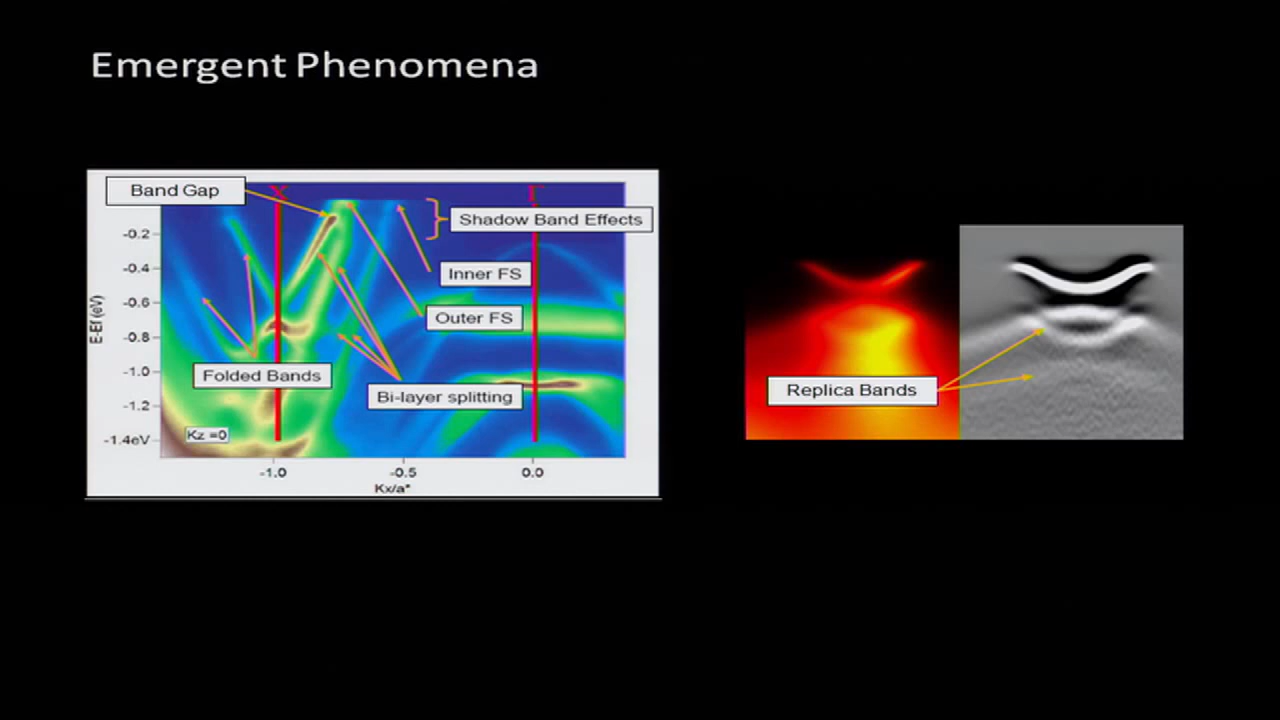 Emergent Phenomena
Band Gap
X
Γ
Shadow Band Effects
-0.2
-0.4
Inner FS
-0.6
Outer FS
E-Ef (eV)
-0.8
-1.0
Folded Bands
Bi-layer splitting
-1.2
-1.4eV
Kz =0
-1.0
-0.5
0.0
Kx/a*
Replica Bands